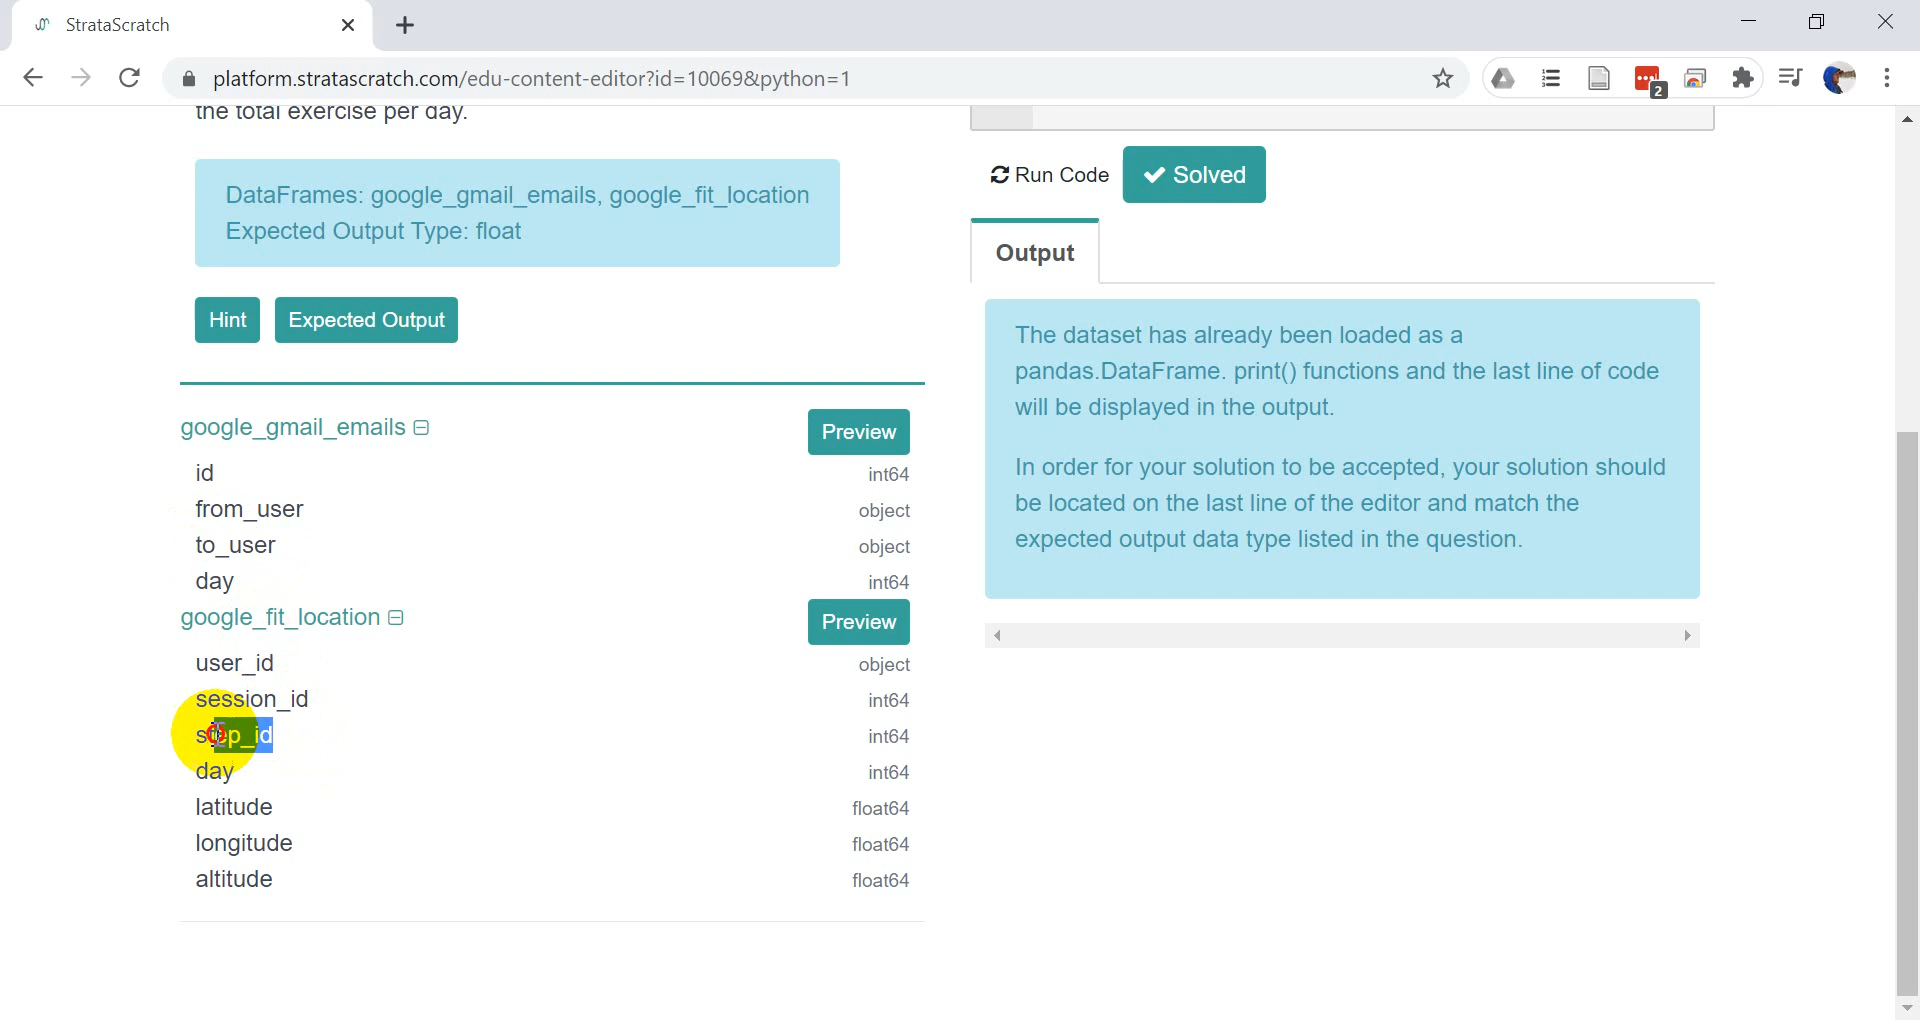 StrataScratch
platform.stratascratch.com/edu-content-editor?id=10069&python=1
2
the total exercise per day.
DataFrames: google_gmail_emails, google_fit_location
Expected Output Type: float
Hint
Expected Output
google_gmail_emails
Preview
id int64
from_user object
to_user object
day int64
google_fit_location
Preview
user_id object
session_id int64
step_id int64
day int64
latitude float64
longitude float64
altitude float64
Run Code
Solved
Output
The dataset has already been loaded as a
pandas.DataFrame. print() functions and the last line of code
will be displayed in the output.
In order for your solution to be accepted, your solution should
be located on the last line of the editor and match the
expected output data type listed in the question.